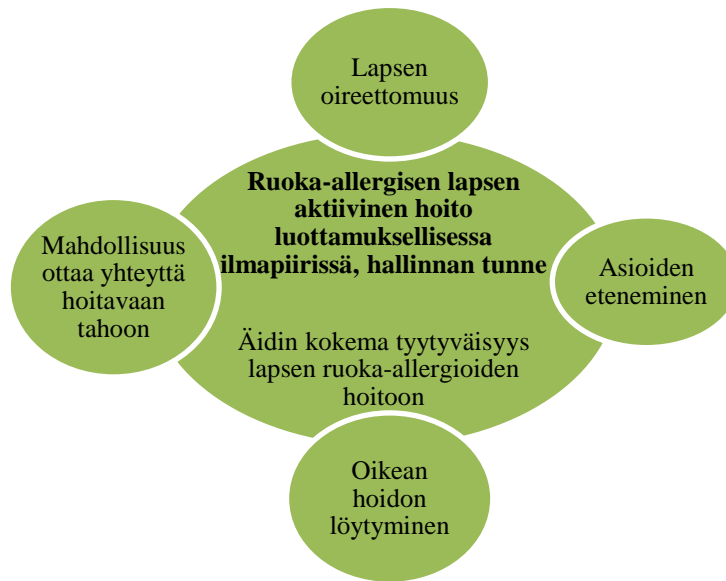 Lapsen
oireettomuus
Ruoka-allergisen lapsen
aktiivinen hoito
luottamuksellisessa
ilmapiirissä, hallinnan tunne
Mahdollisuus
ottaa yhteyttä
hoitavaan
tahoon
Asioiden
eteneminen
Äidin kokema tyytyväisyys
lapsen ruoka-allergioiden
hoitoon
Oikean
hoidon
löytyminen